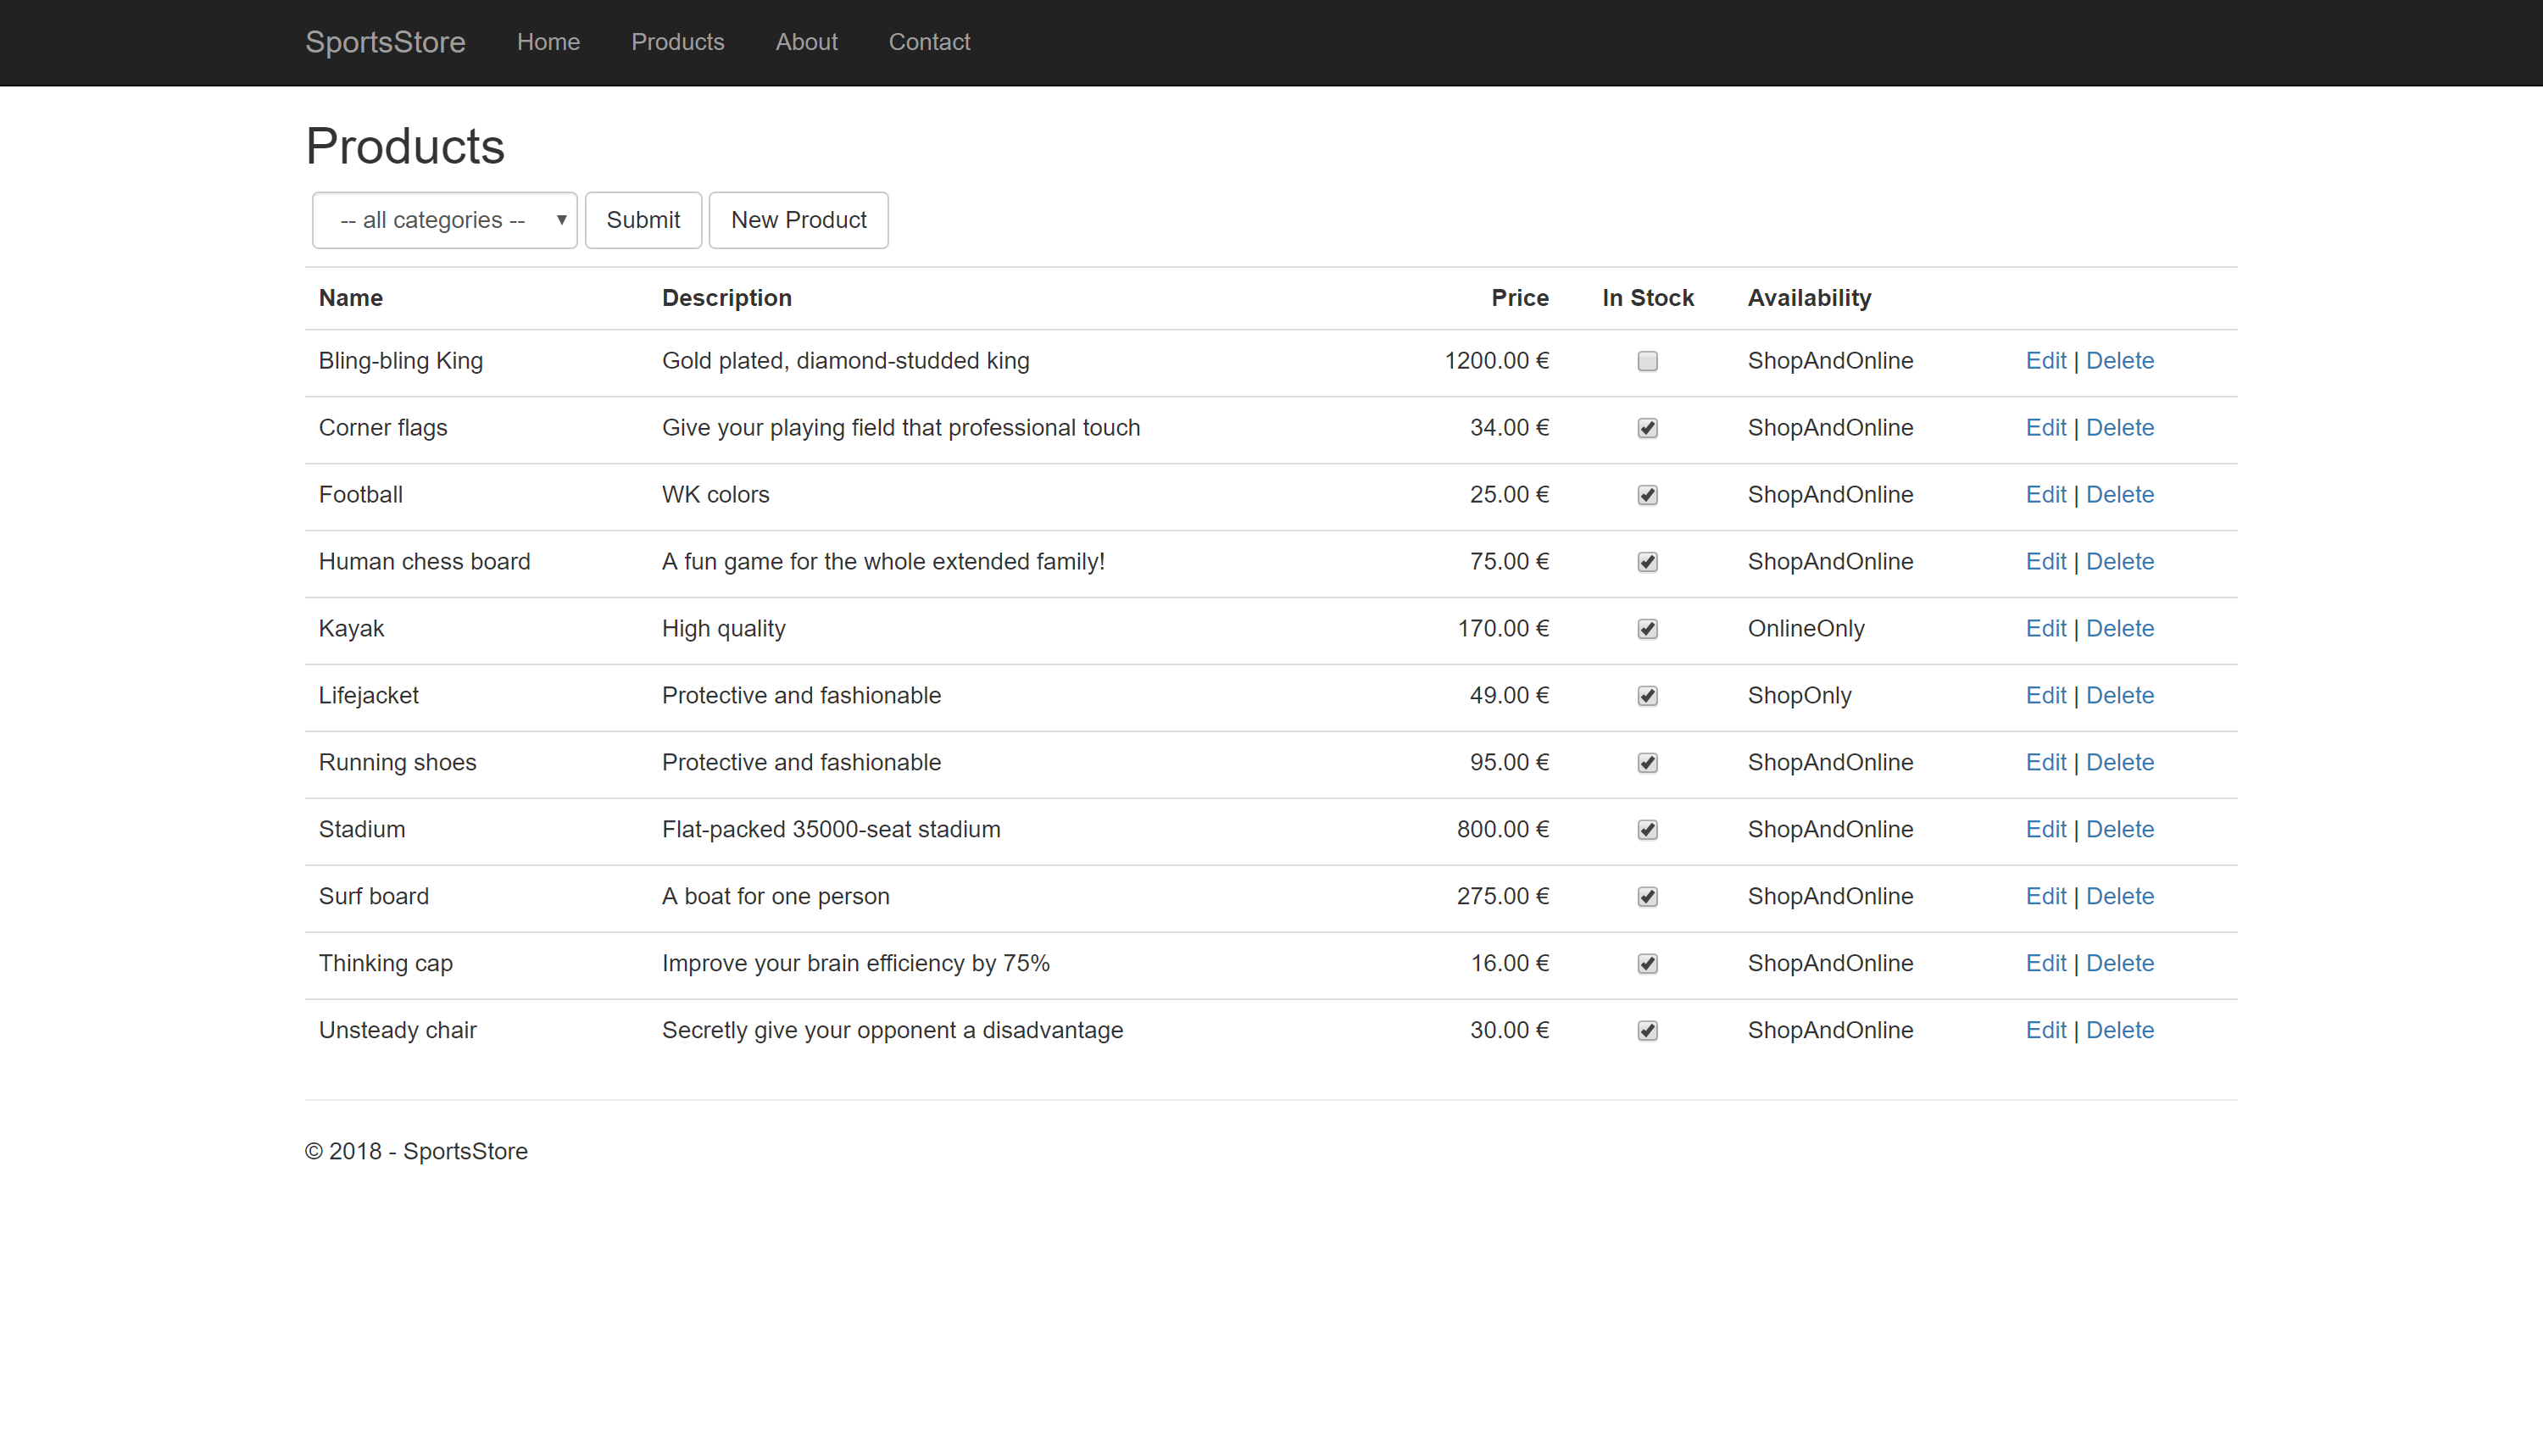 SportsStore Home Products About Contact
Products
-- all categories -- Submit New Product
Name Description Price In Stock Availability
Bling-bling King Gold plated, diamond-studded king 1200.00 € ShopAndOnline Edit | Delete
Corner flags Give your playing field that professional touch 34.00 € ShopAndOnline Edit | Delete
Football WK colors 25.00 € ShopAndOnline Edit | Delete
Human chess board A fun game for the whole extended family! 75.00 € ShopAndOnline Edit | Delete
Kayak High quality 170.00 € OnlineOnly Edit | Delete
Lifejacket Protective and fashionable 49.00 € ShopOnly Edit | Delete
Running shoes Protective and fashionable 95.00 € ShopAndOnline Edit | Delete
Stadium Flat-packed 35000-seat stadium 800.00 € ShopAndOnline Edit | Delete
Surf board A boat for one person 275.00 € ShopAndOnline Edit | Delete
Thinking cap Improve your brain efficiency by 75% 16.00 € ShopAndOnline Edit | Delete
Unsteady chair Secretly give your opponent a disadvantage 30.00 € ShopAndOnline Edit | Delete
© 2018 - SportsStore